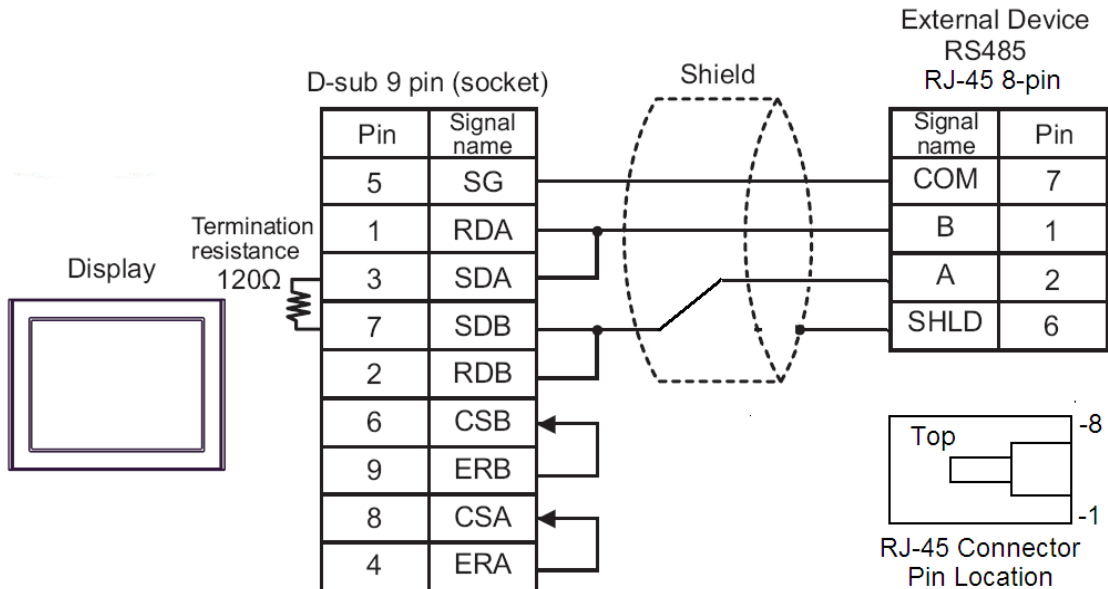 External Device
RS485
RJ-45 8-pin
D-sub 9 pin (socket)
Shield
Pin Signal name
Signal name Pin
5 SG
COM 7
1 RDA
B 1
3 SDA
A 2
7 SDB
SHLD 6
2 RDB
6 CSB
9 ERB
8 CSA
4 ERA
Termination
resistance
120Ω
Display
Top
-8
-1
RJ-45 Connector
Pin Location